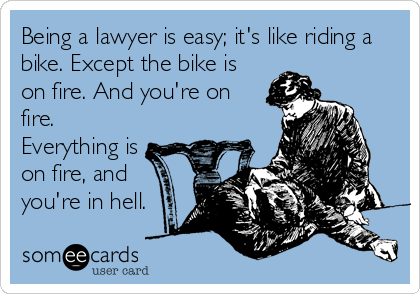 Being a lawyer is easy; it's like riding a
bike. Except the bike is
on fire. And you're on
fire.
Everything is
on fire, and
you're in hell.
someecards
user card